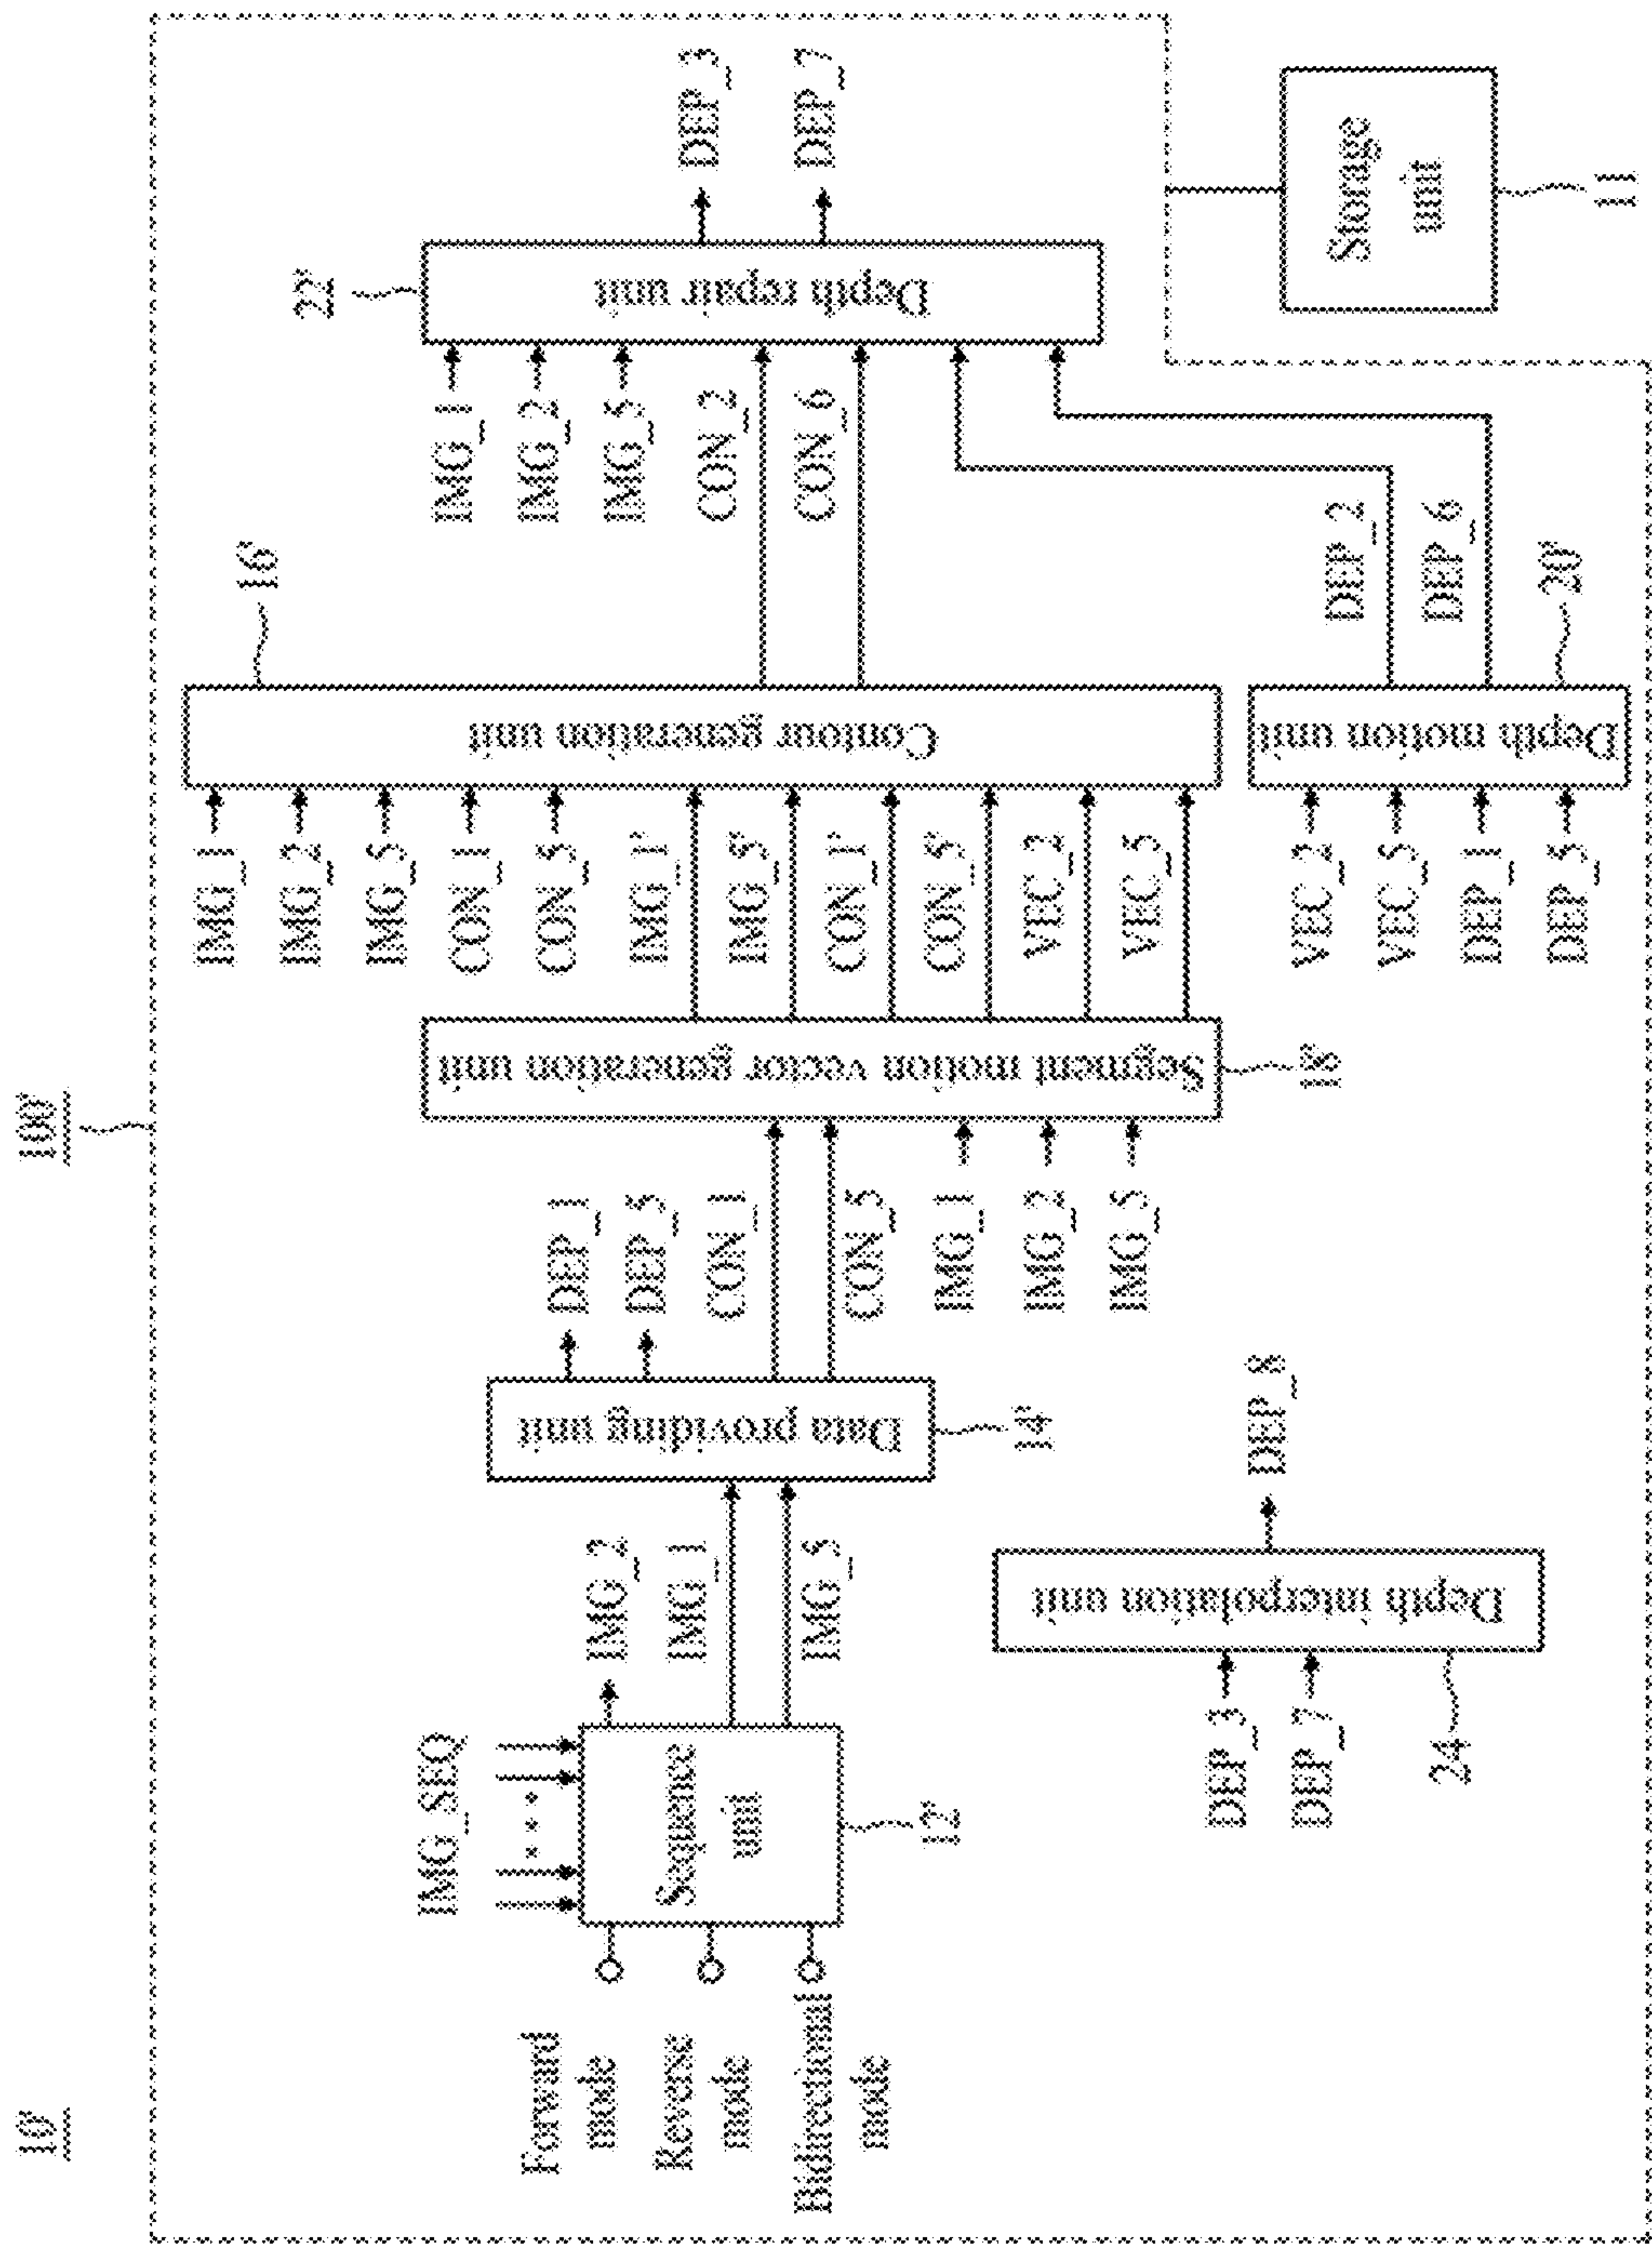 10'
100'
IMG_SEQ
Forward
mode
Reverse
mode
Bidirectional
mode
Sequence
unit
12'
IMG_2
IMG_1
IMG_5
Data providing unit
14'
DEP_1
DEP_5
CON_1
CON_5
IMG_1
IMG_2
IMG_5
Segment motion vector generation unit
18'
IMG_1
IMG_2
IMG_5
CON_1
CON_5
IMG_1'
IMG_5'
CON_1'
CON_5'
VEC_2
VEC_5
Contour generation unit
16'
IMG_1
IMG_2
IMG_5
CON_2
CON_6
Depth repair unit
22'
DEP_3
DEP_7
DEP_3
DEP_7
Depth interpolation unit
24
DEP_8
VEC_2
VEC_5
DEP_1
DEP_5
Depth motion unit
20'
DEP_2
DEP_6
Storage
unit
11